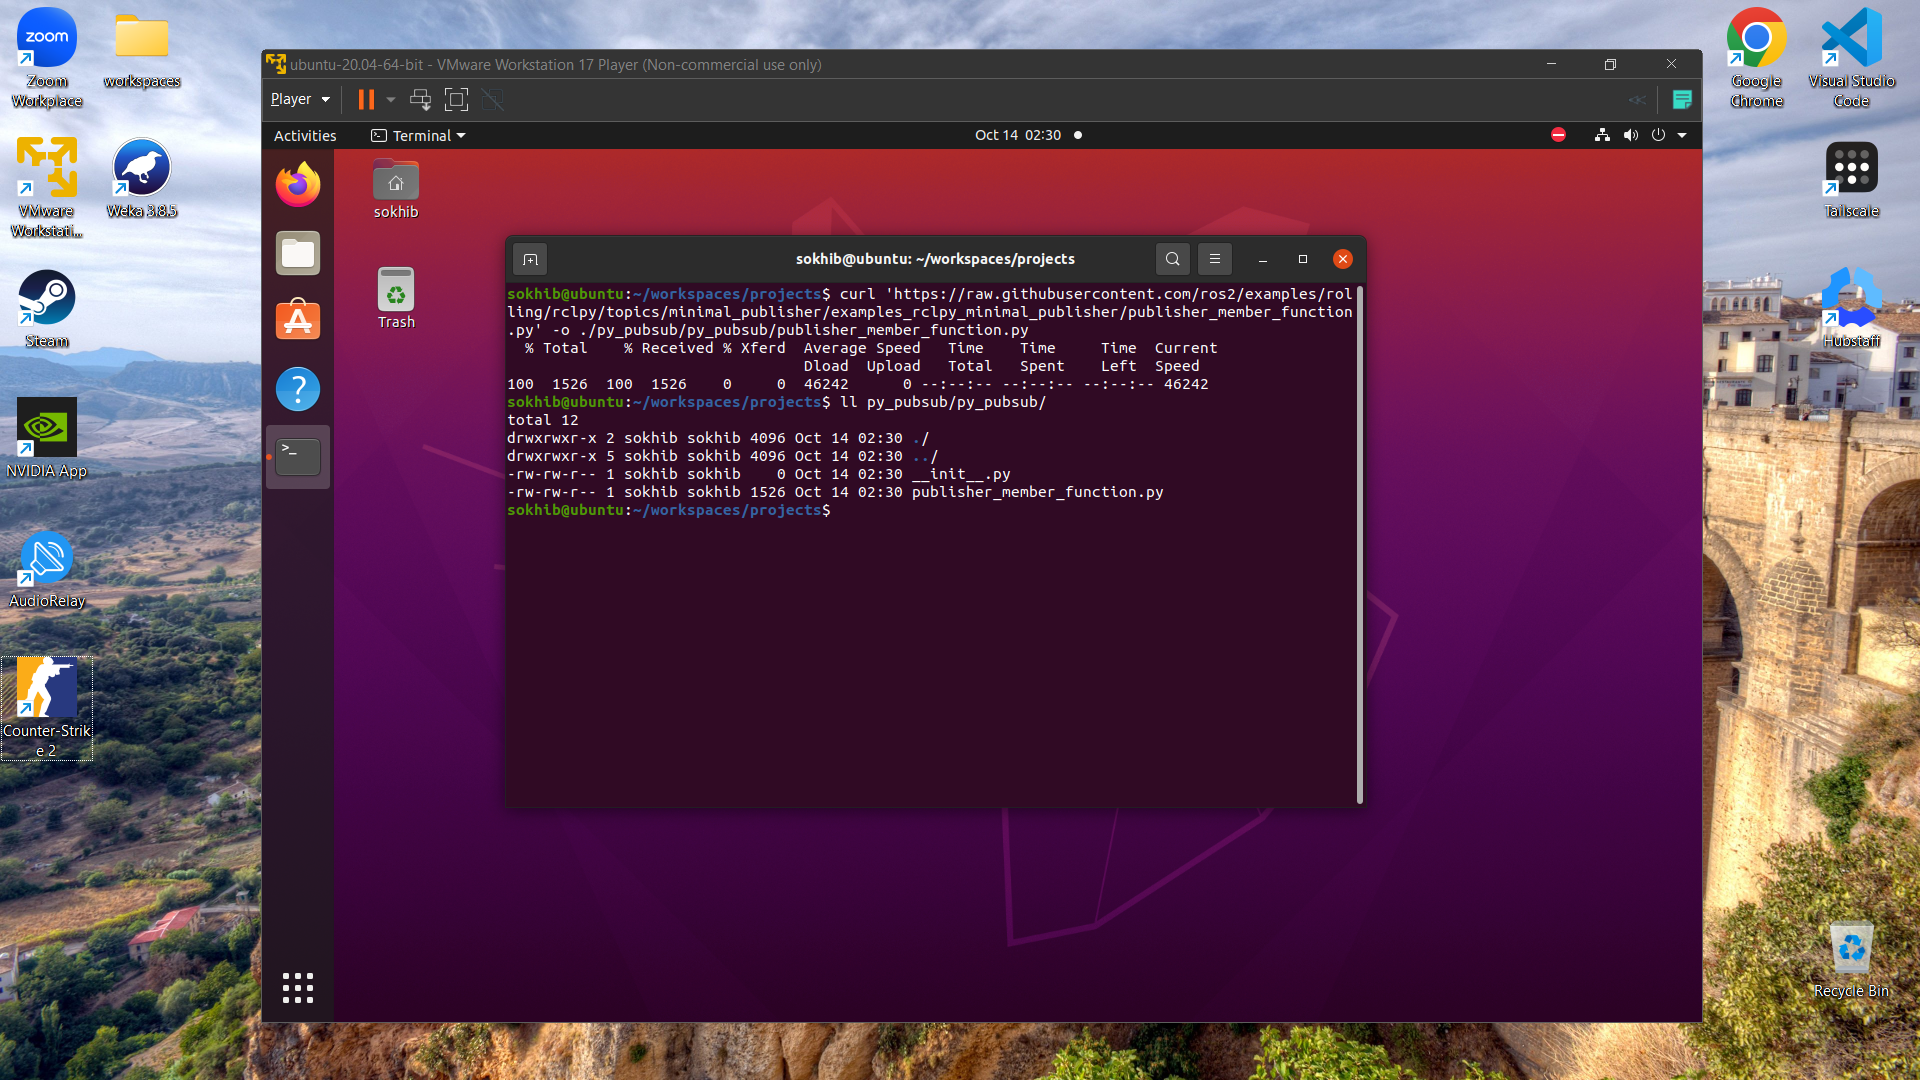 zoom
Zoom
Workplace
workspaces
VMware
Workstati...
Weka 3.8.5
Steam
NVIDIA App
AudioRelay
Counter-Strik
e 2
ubuntu-20.04-64-bit - VMware Workstation 17 Player (Non-commercial use only)
Player
Activities
Terminal
Oct 14 02:30
sokhib
Trash
sokhib@ubuntu: ~/workspaces/projects
sokhib@ubuntu:~/workspaces/projects$ curl 'https://raw.githubusercontent.com/ros2/examples/rol
ling/rclpy/topics/minimal_publisher/examples_rclpy_minimal_publisher/publisher_member_function
.py' -o ./py_pubsub/py_pubsub/publisher_member_function.py
  % Total    % Received % Xferd  Average Speed   Time    Time     Time  Current
                                 Dload  Upload   Total   Spent    Left  Speed
100  1526  100  1526    0     0  46242      0 --:--:-- --:--:-- --:--:-- 46242
sokhib@ubuntu:~/workspaces/projects$ ll py_pubsub/py_pubsub/
total 12
drwxrwxr-x 2 sokhib sokhib 4096 Oct 14 02:30 ./
drwxrwxr-x 5 sokhib sokhib 4096 Oct 14 02:30 ../
-rw-rw-r-- 1 sokhib sokhib    0 Oct 14 02:30 __init__.py
-rw-rw-r-- 1 sokhib sokhib 1526 Oct 14 02:30 publisher_member_function.py
sokhib@ubuntu:~/workspaces/projects$
Google
Chrome
Visual Studio
Code
Tailscale
Hubstaff
Recycle Bin